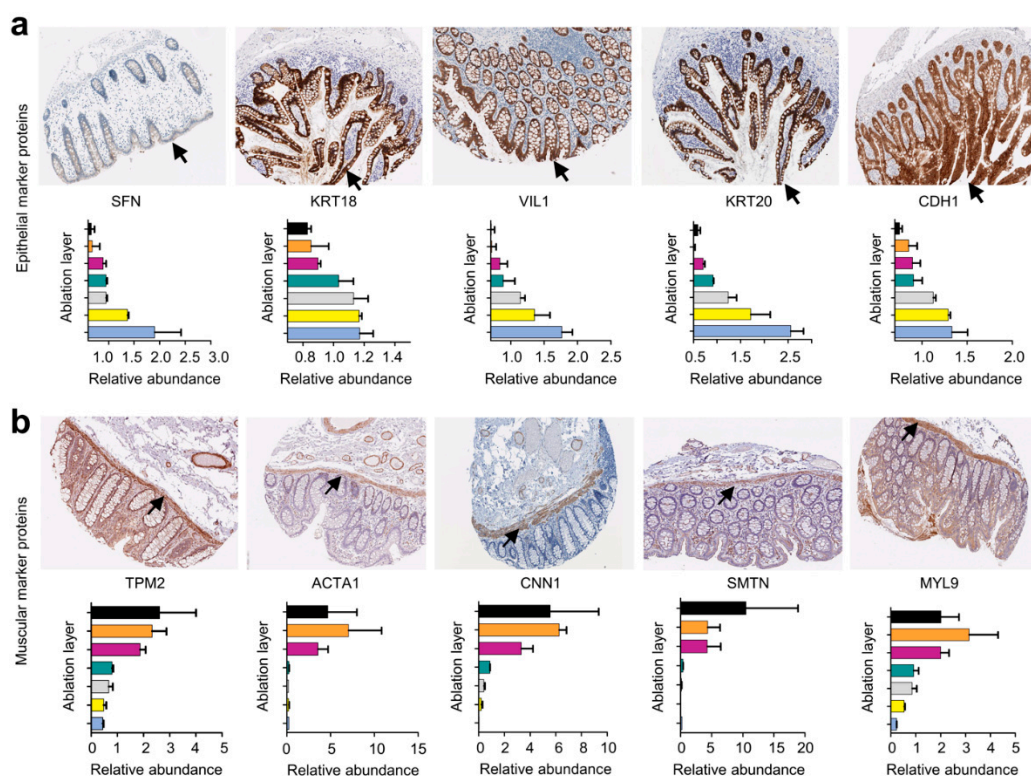 a
Epithelial marker proteins
SFN
KRT18
VIL1
KRT20
CDH1
Ablation layer
Ablation layer
Ablation layer
Ablation layer
Ablation layer
1.0 1.5 2.0 2.5 3.0
0.8 1.0 1.2 1.4
1.0 1.5 2.0 2.5
0.5 1.5 2.5
1.0 1.5 2.0
Relative abundance
Relative abundance
Relative abundance
Relative abundance
Relative abundance
b
Muscular marker proteins
TPM2
ACTA1
CNN1
SMTN
MYL9
Ablation layer
Ablation layer
Ablation layer
Ablation layer
Ablation layer
0 1 2 3 4 5
0 5 10 15
0 2 4 6 8 10
0 5 10 15 20
0 1 2 3 4 5
Relative abundance
Relative abundance
Relative abundance
Relative abundance
Relative abundance